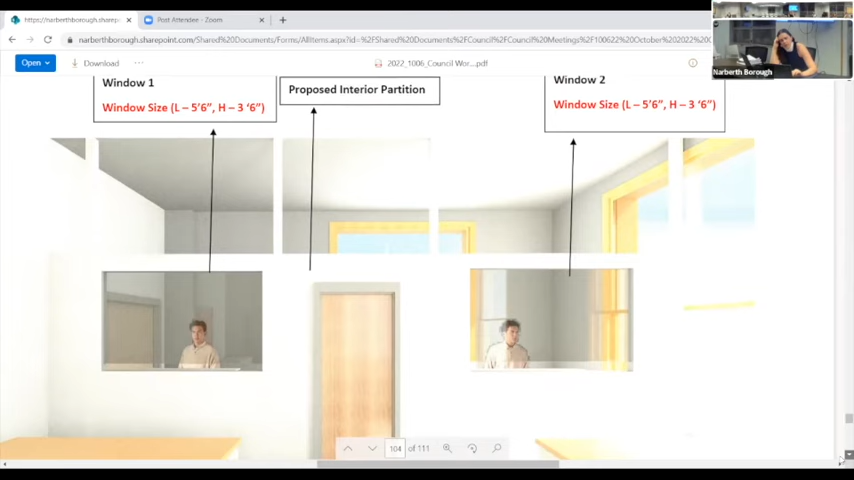 https://narberthborough.sharep
Post Attendee - Zoom
narberthborough.sharepoint.com/Shared%20Documents/Forms/AllItems.aspx?id=%2FShared%20Documents%2FCouncil%2FCouncil%20Meetings%2F100622%20October%202022%20C
Open
Download
2022_1006_Council Wor....pdf
Narberth Borough
Window 1
Window Size (L – 5'6", H – 3 '6")
Proposed Interior Partition
Window 2
Window Size (L – 5'6", H – 3 '6")
104 of 111